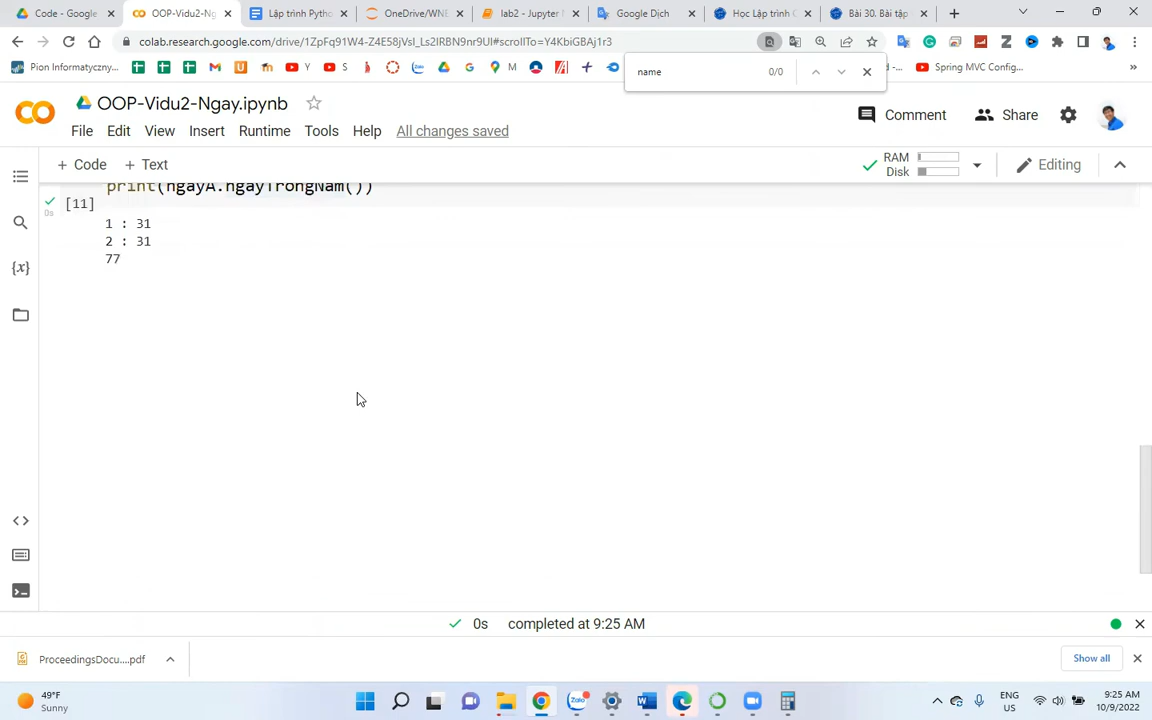 Code - Google
OOP-Vidu2-Ng
Lập trình Pytho
OneDrive/WNE
lab2 - Jupyter N
Google Dịch
Học Lập trình C
Bài 30. Bài tập
colab.research.google.com/drive/1ZpFq91W4-Z4E58jVsl_Ls2IRBN9nr9UI#scrollTo=Y4KbiGBAj1r3
Pion Informatyczny...
Y
S
M
Spring MVC Config...
name
0/0
OOP-Vidu2-Ngay.ipynb
Comment
Share
File Edit View Insert Runtime Tools Help All changes saved
+ Code + Text
RAM
Disk
Editing
print(ngayA.ngayTrongNam())
[11]
0s
1 : 31
2 : 31
77
{x}
0s completed at 9:25 AM
ProceedingsDocu....pdf
Show all
49°F
Sunny
Zalo
ENG
US
9:25 AM
10/9/2022